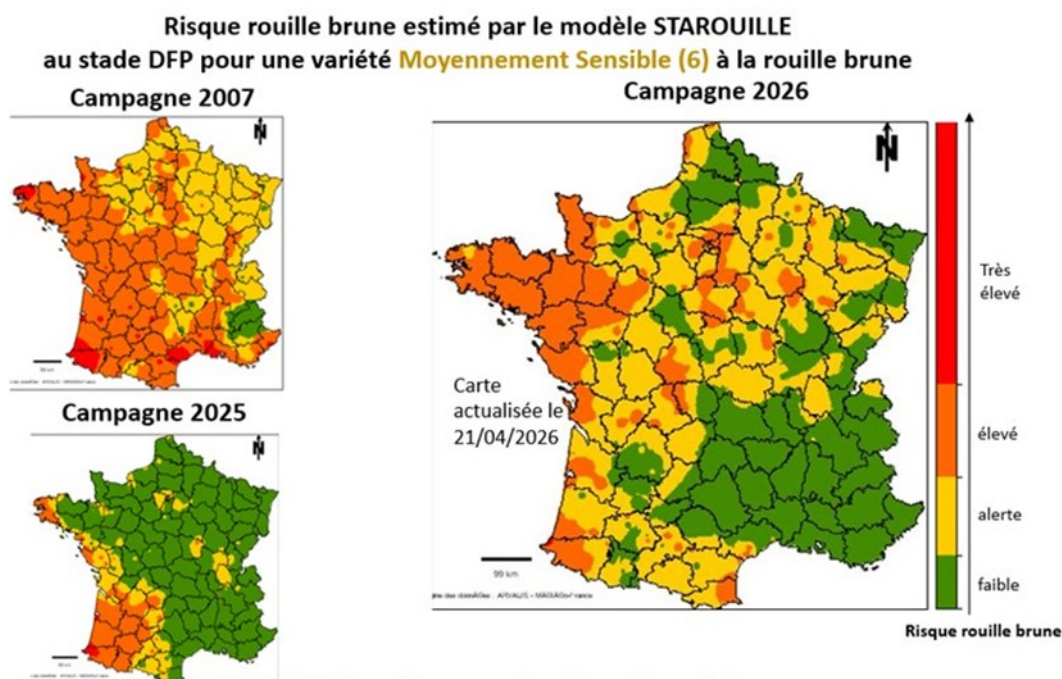 Risque rouille brune estimé par le modèle STAROUILLE
au stade DFP pour une variété Moyennement Sensible (6) à la rouille brune
Campagne 2007
N
Campagne 2025
N
Campagne 2026
N
Carte
actualisée le
21/04/2026
99 km
Très
élevé
élevé
alerte
faible
Risque rouille brune